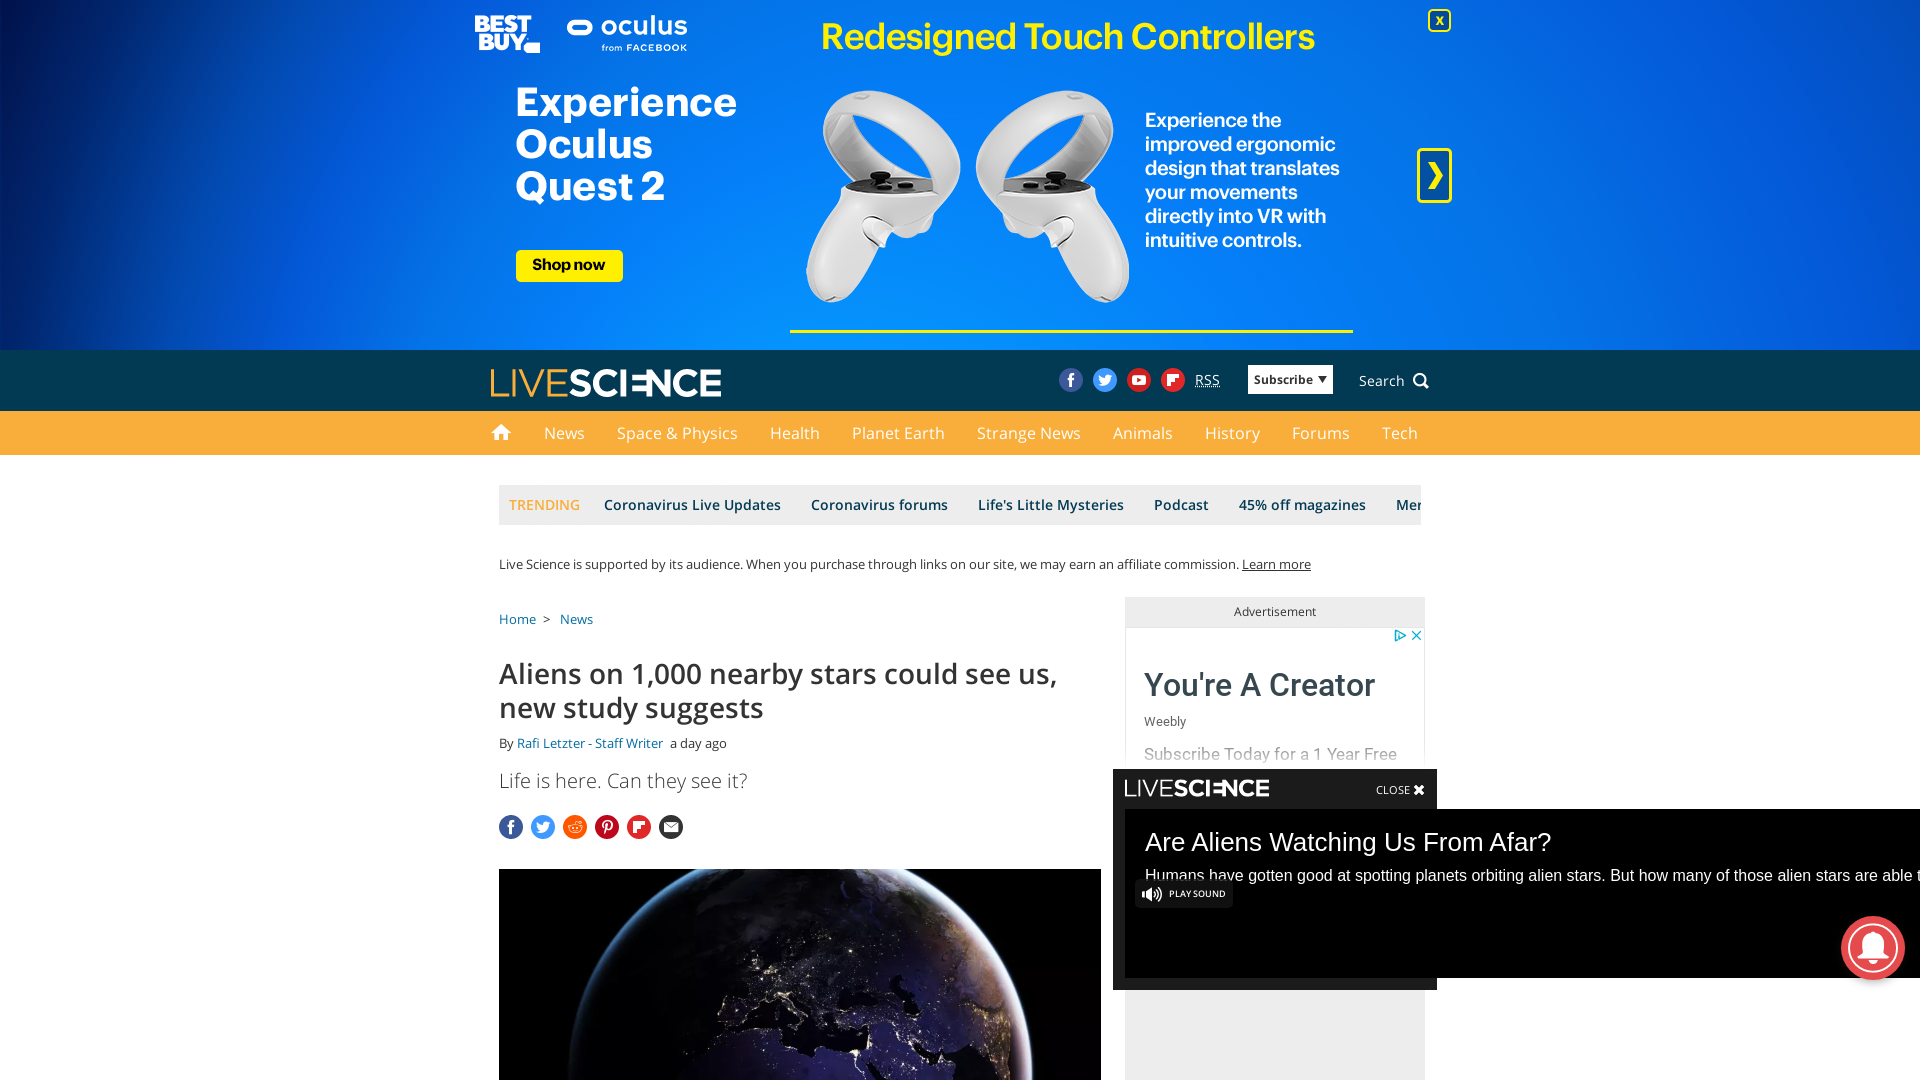 BEST BUY
oculus
from FACEBOOK
Redesigned Touch Controllers
x
Experience
Oculus
Quest 2
Experience the
improved ergonomic
design that translates
your movements
directly into VR with
intuitive controls.
Shop now
LIVESCIENCE
RSS
Subscribe
Search
News
Space & Physics
Health
Planet Earth
Strange News
Animals
History
Forums
Tech
TRENDING
Coronavirus Live Updates
Coronavirus forums
Life's Little Mysteries
Podcast
45% off magazines
Mer
Live Science is supported by its audience. When you purchase through links on our site, we may earn an affiliate commission. Learn more
Home > News
Advertisement
Aliens on 1,000 nearby stars could see us,
new study suggests
By Rafi Letzter - Staff Writer a day ago
Life is here. Can they see it?
You're A Creator
Weebly
Subscribe Today for a 1 Year Free
LIVESCIENCE
CLOSE
Are Aliens Watching Us From Afar?
Humans have gotten good at spotting planets orbiting alien stars. But how many of those alien stars are able t
PLAY SOUND